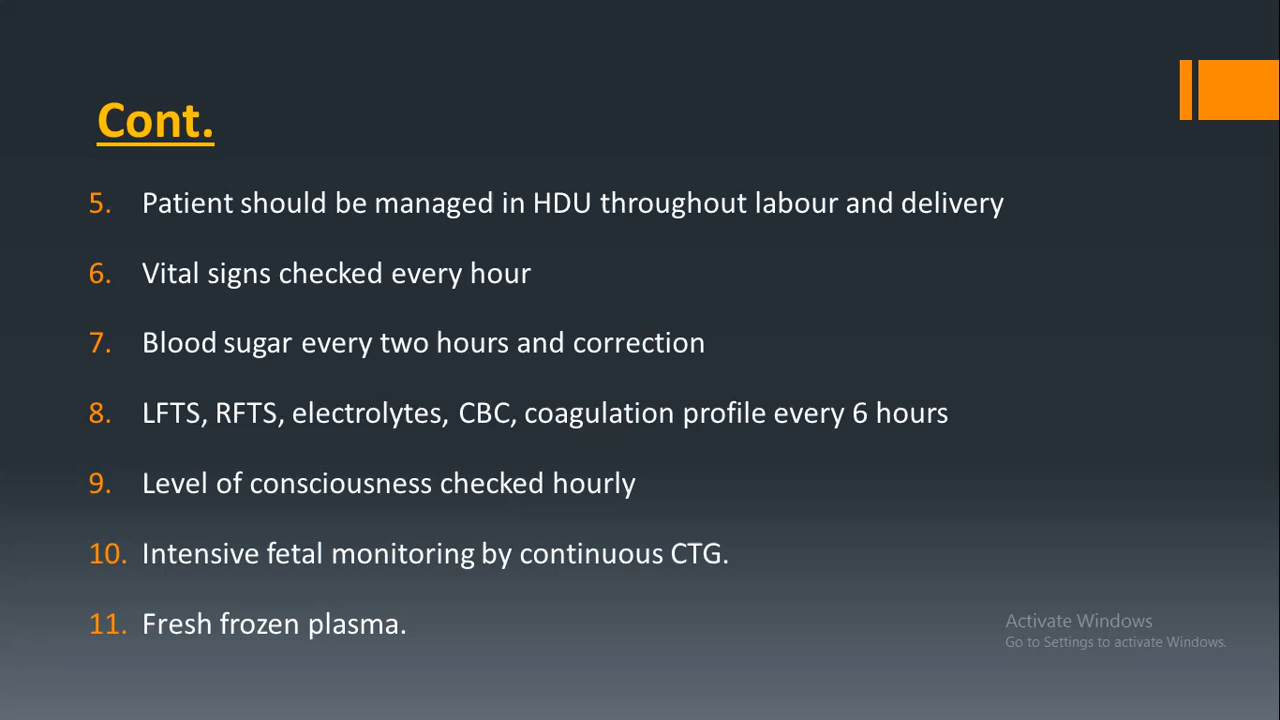 Cont.
5. Patient should be managed in HDU throughout labour and delivery
6. Vital signs checked every hour
7. Blood sugar every two hours and correction
8. LFTS, RFTS, electrolytes, CBC, coagulation profile every 6 hours
9. Level of consciousness checked hourly
10. Intensive fetal monitoring by continuous CTG.
11. Fresh frozen plasma.
Activate Windows
Go to Settings to activate Windows.